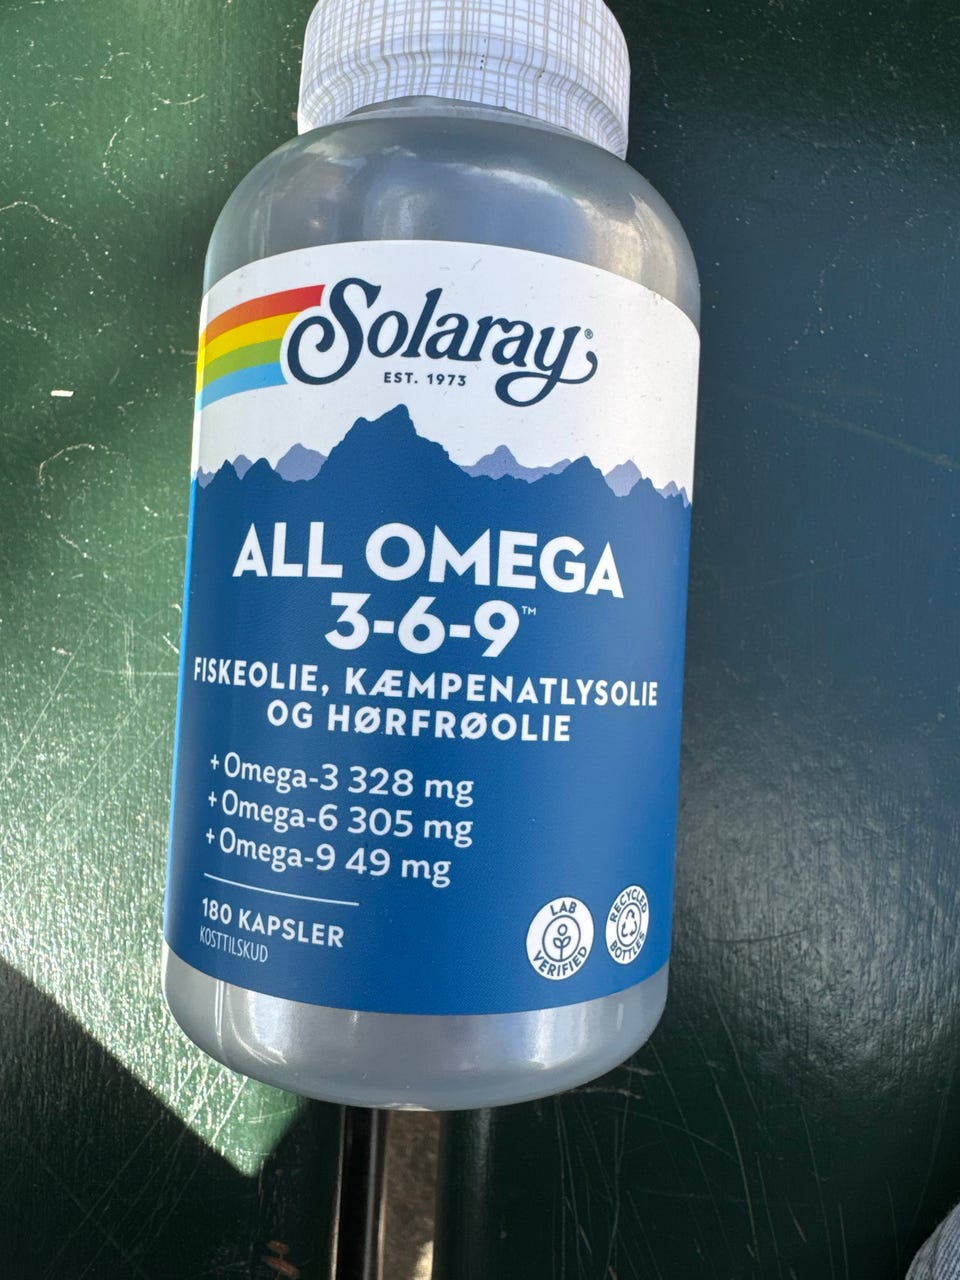 Solaray®
EST. 1973
ALL OMEGA
3-6-9™
FISKEOLIE, KÆMPENATLYSOLIE
OG HØRFRØOLIE
+ Omega-3 328 mg
+ Omega-6 305 mg
+ Omega-9 49 mg
180 KAPSLER
KOSTTILSKUD
LAB
VERIFIED
RECYCLED
BOTTLES